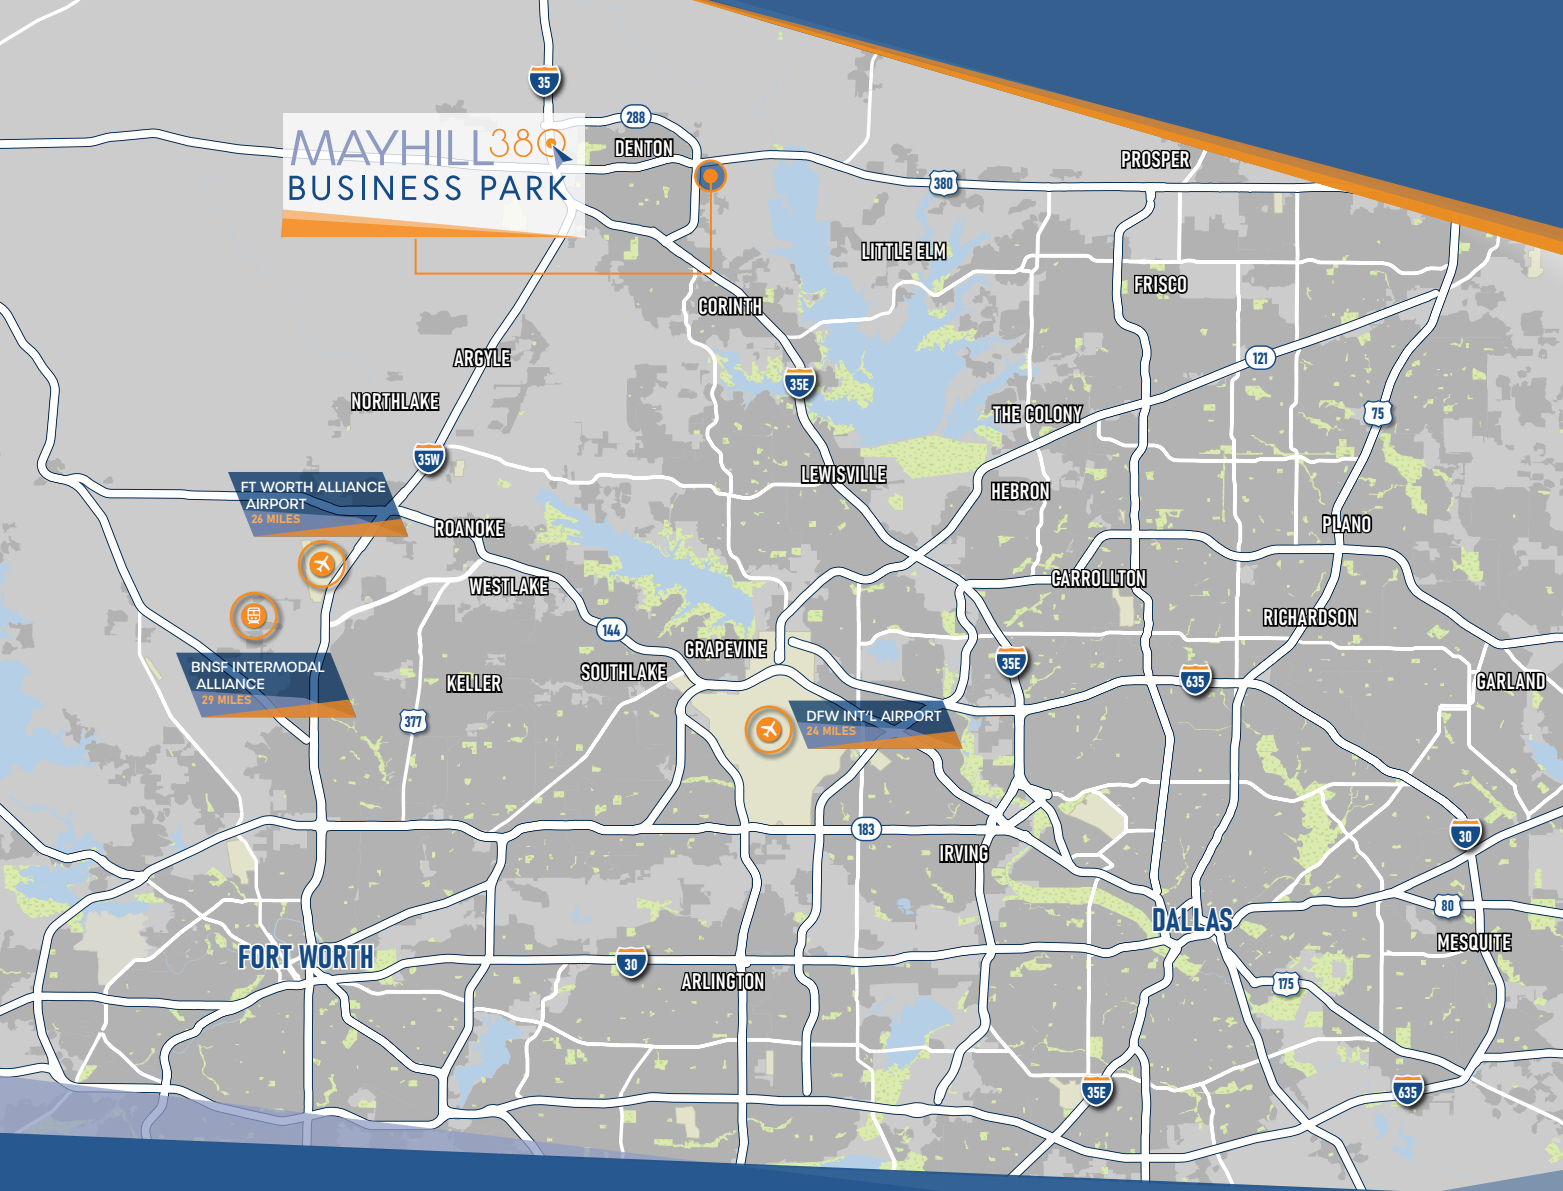 35
288
MAYHILL 380
BUSINESS PARK
DENTON
PROSPER
380
LITTLE ELM
FRISCO
CORINTH
ARGYLE
121
35E
NORTHLAKE
THE COLONY
75
35W
LEWISVILLE
HEBRON
FT WORTH ALLIANCE
AIRPORT
26 MILES
ROANOKE
PLANO
WESTLAKE
CARROLLTON
RICHARDSON
144
GRAPEVINE
35E
BNSF INTERMODAL
ALLIANCE
29 MILES
KELLER
SOUTHLAKE
635
GARLAND
377
DFW INT'L AIRPORT
24 MILES
183
30
IRVING
80
DALLAS
MESQUITE
FORT WORTH
30
ARLINGTON
175
35E
635